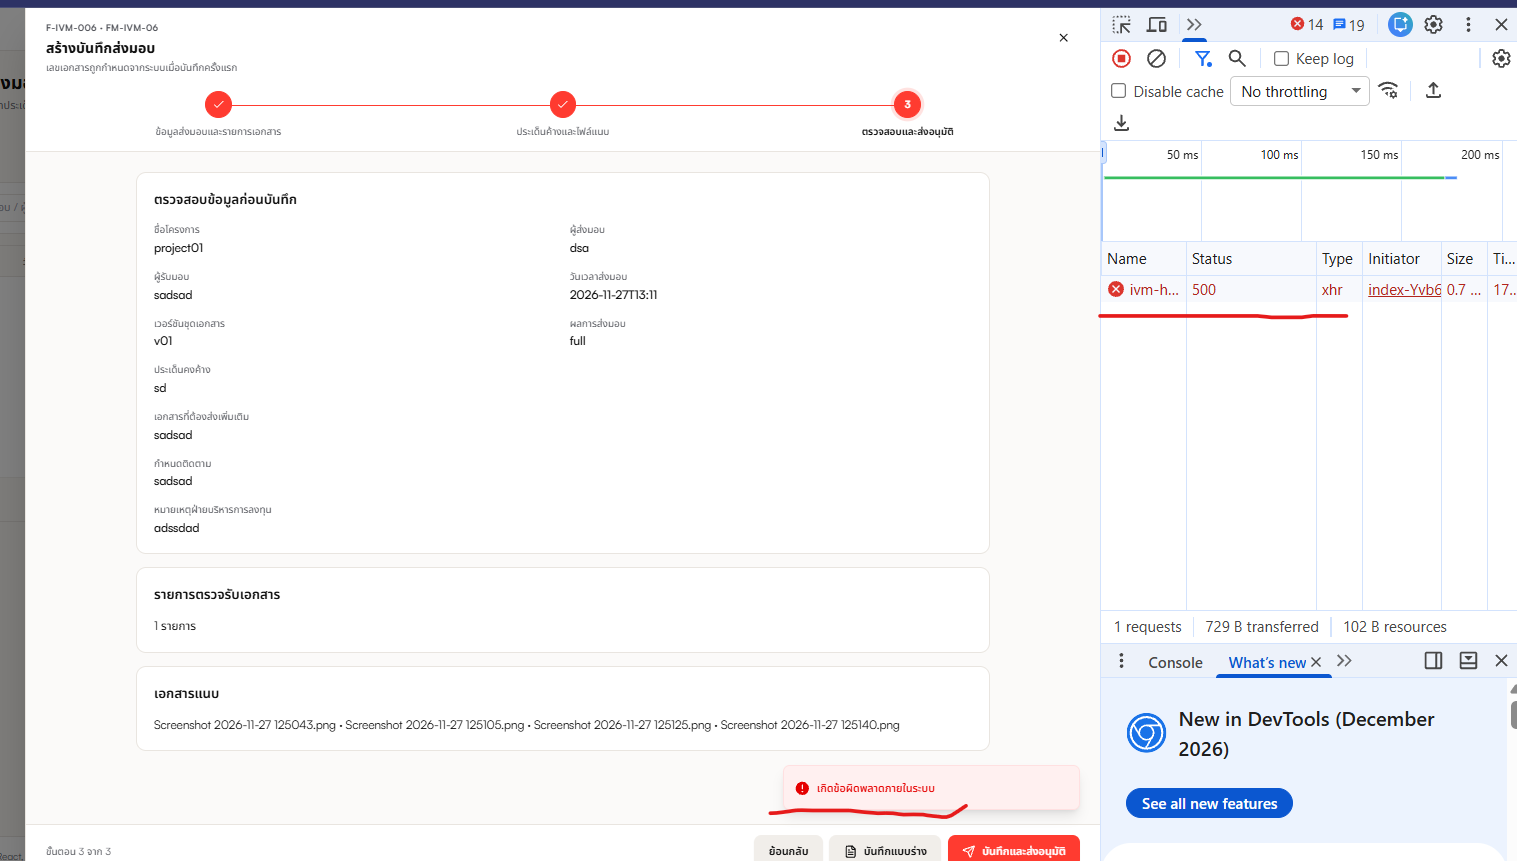 F-IVM-006 • FM-IVM-06
สร้างบันทึกส่งมอบ
เลขเอกสารถูกกำหนดจากระบบเมื่อบันทึกครั้งแรก
3
ข้อมูลส่งมอบและรายการเอกสาร
ประเด็นค้างและไฟล์แนบ
ตรวจสอบและส่งอนุมัติ
ตรวจสอบข้อมูลก่อนบันทึก
ชื่อโครงการ
project01
ผู้ส่งมอบ
dsa
ผู้รับมอบ
sadsad
วันเวลาส่งมอบ
2026-11-27T13:11
เวอร์ชันชุดเอกสาร
v01
ผลการส่งมอบ
full
ประเด็นคงค้าง
sd
เอกสารที่ต้องส่งเพิ่มเติม
sadsad
กำหนดติดตาม
sadsad
หมายเหตุฝ่ายบริหารการลงทุน
adssdad
รายการตรวจรับเอกสาร
1 รายการ
เอกสารแนบ
Screenshot 2026-11-27 125043.png • Screenshot 2026-11-27 125105.png • Screenshot 2026-11-27 125125.png • Screenshot 2026-11-27 125140.png
เกิดข้อผิดพลาดภายในระบบ
ขั้นตอน 3 จาก 3
ย้อนกลับ
บันทึกแบบร่าง
บันทึกและส่งอนุมัติ
React
14
19
Keep log
Disable cache
No throttling
50 ms
100 ms
150 ms
200 ms
Name Status Type Initiator Size Ti...
ivm-h... 500 xhr index-Yvb6 0.7 ... 17...
1 requests 729 B transferred 102 B resources
Console What's new
New in DevTools (December
2026)
See all new features